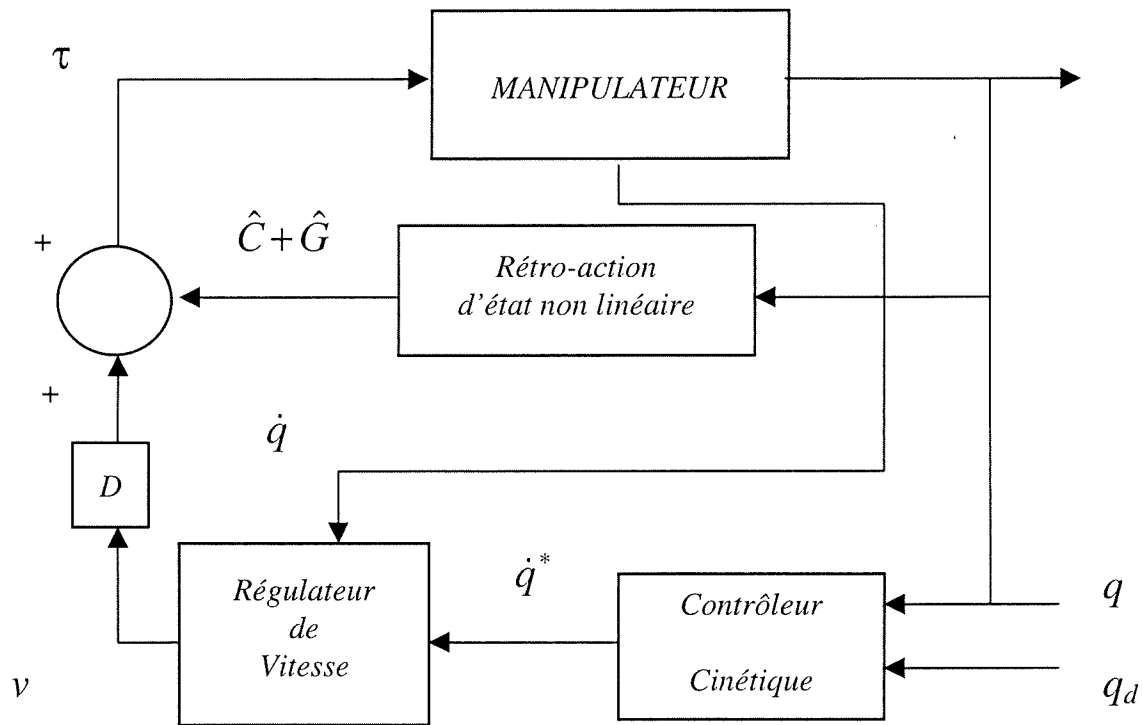 τ
MANIPULATEUR
+
Ĉ + Ĝ
Rétro-action
d'état non linéaire
+
q̇
D
Régulateur
de
Vitesse
q̇*
Contrôleur
Cinétique
q
q_d
v